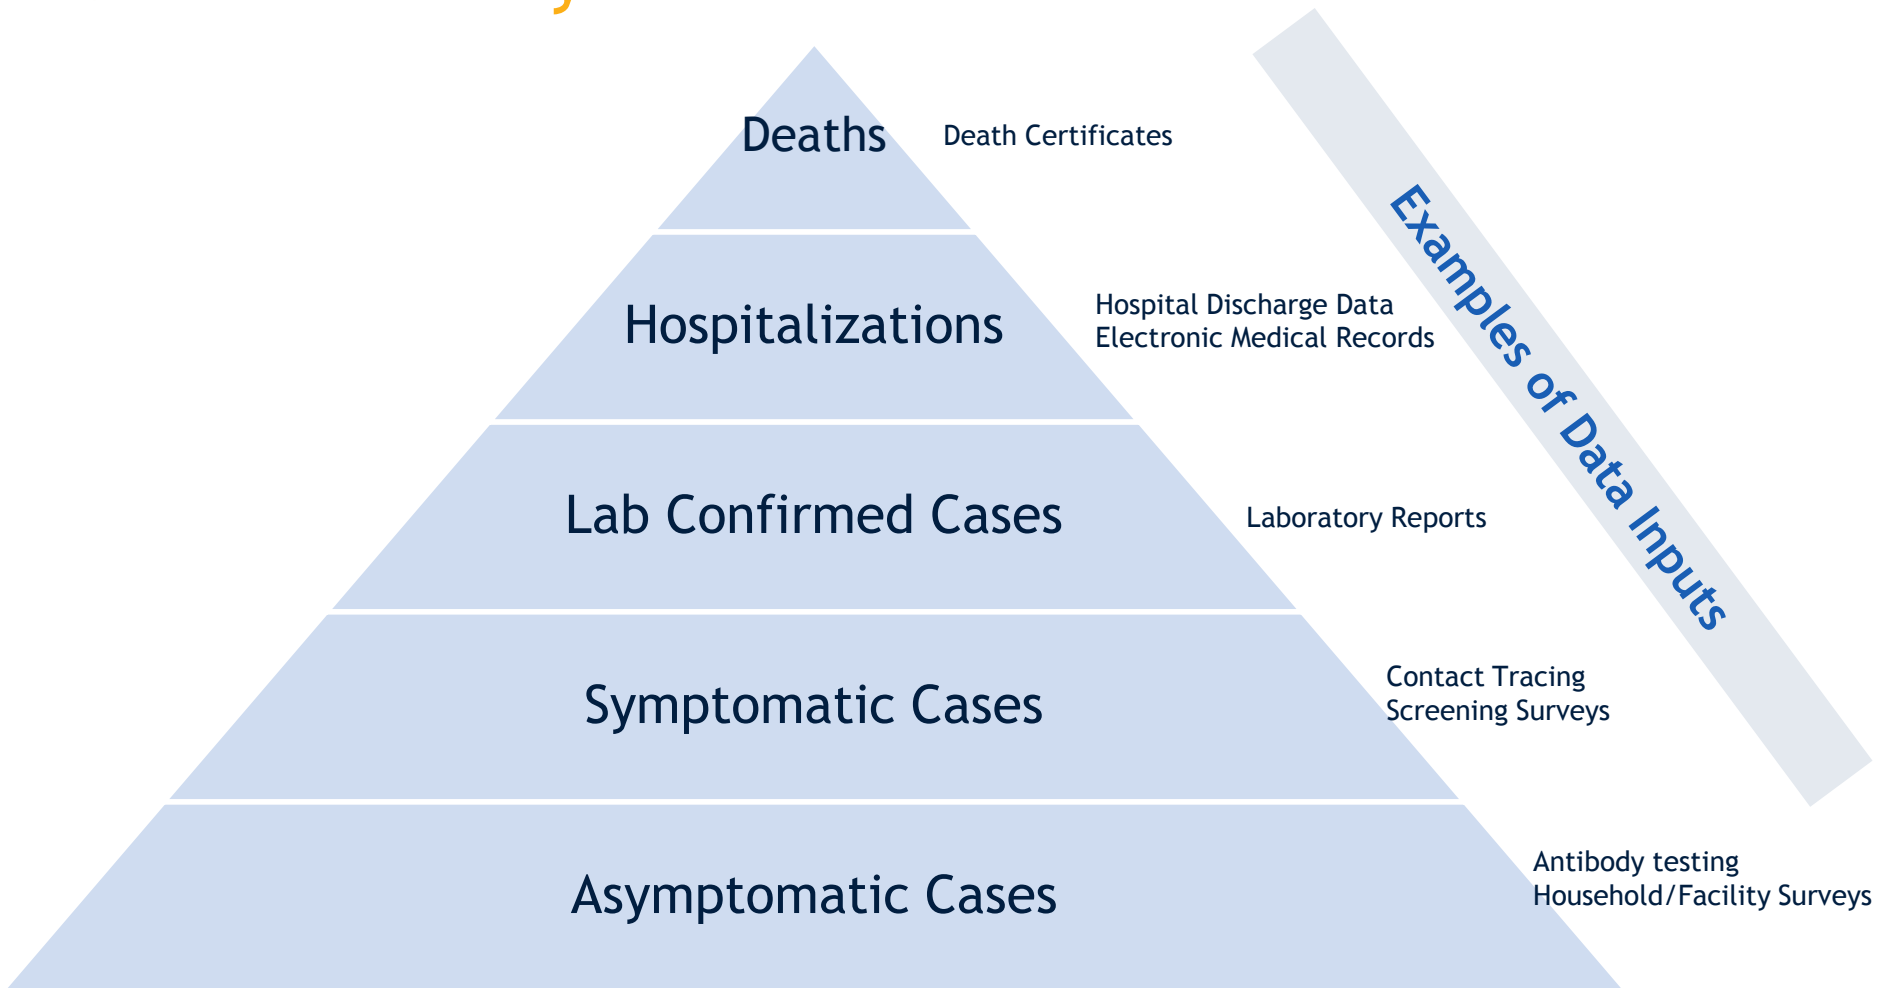 Deaths
Death Certificates
Hospitalizations
Hospital Discharge Data
Electronic Medical Records
Lab Confirmed Cases
Laboratory Reports
Symptomatic Cases
Contact Tracing
Screening Surveys
Asymptomatic Cases
Antibody testing
Household/Facility Surveys
Examples of Data Inputs